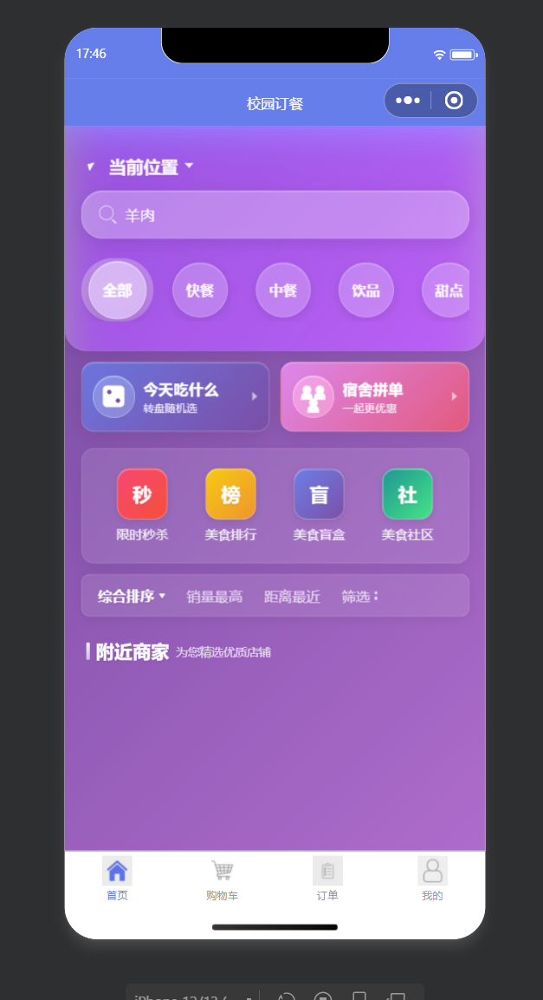 17:46
校园订餐
当前位置
羊肉
全部 快餐 中餐 饮品 甜点
今天吃什么
转盘随机选
宿舍拼单
一起更优惠
秒 榜 盲 社
限时秒杀 美食排行 美食盲盒 美食社区
综合排序 销量最高 距离最近 筛选
附近商家 为您精选优质店铺
首页 购物车 订单 我的